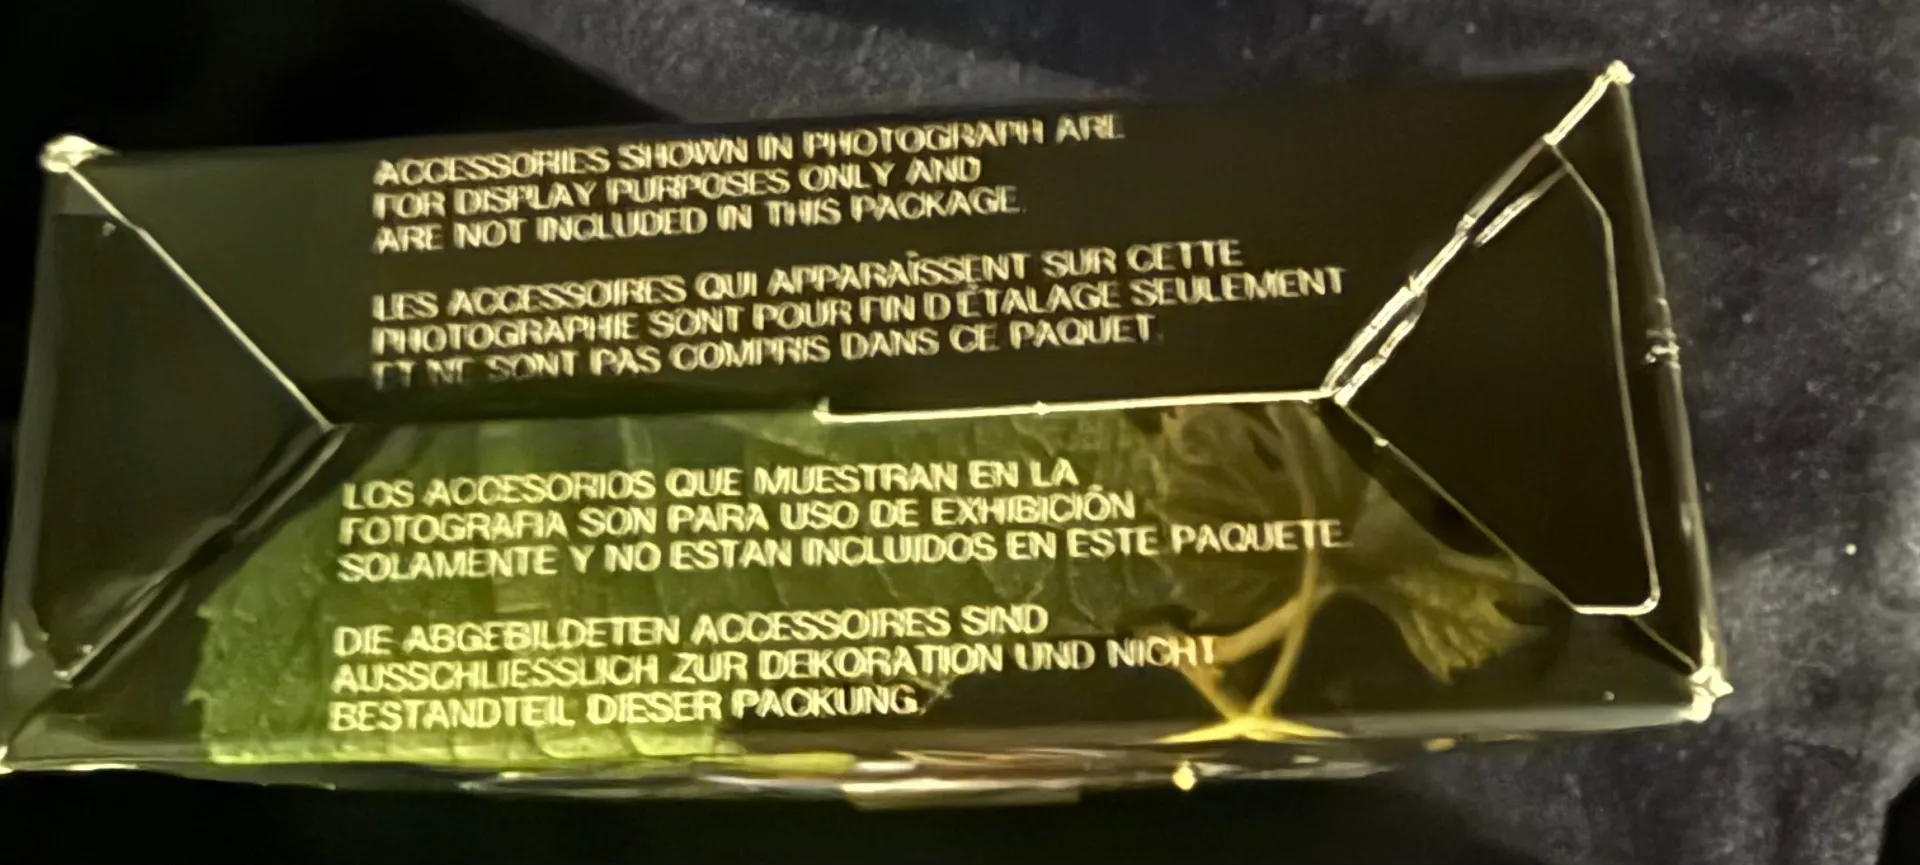 ACCESSORIES SHOWN IN PHOTOGRAPH ARE
FOR DISPLAY PURPOSES ONLY AND
ARE NOT INCLUDED IN THIS PACKAGE.
LES ACCESSOIRES QUI APPARAÎSSENT SUR CETTE
PHOTOGRAPHIE SONT POUR FIN D'ÉTALAGE SEULEMENT
ET NE SONT PAS COMPRIS DANS CE PAQUET.
LOS ACCESORIOS QUE MUESTRAN EN LA
FOTOGRAFIA SON PARA USO DE EXHIBICIÓN
SOLAMENTE Y NO ESTAN INCLUIDOS EN ESTE PAQUETE.
DIE ABGEBILDETEN ACCESSOIRES SIND
AUSSCHLIESSLICH ZUR DEKORATION UND NICHT
BESTANDTEIL DIESER PACKUNG.